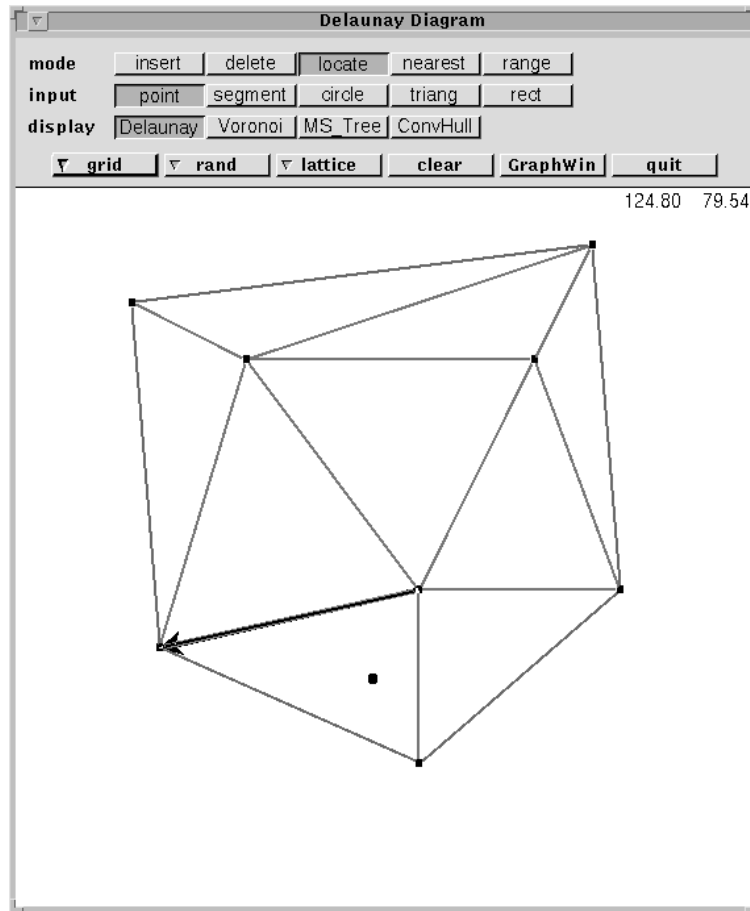 Delaunay Diagram
mode insert delete locate nearest range
input point segment circle triang rect
display Delaunay Voronoi MS_Tree ConvHull
grid rand lattice clear GraphWin quit
124.80 79.54